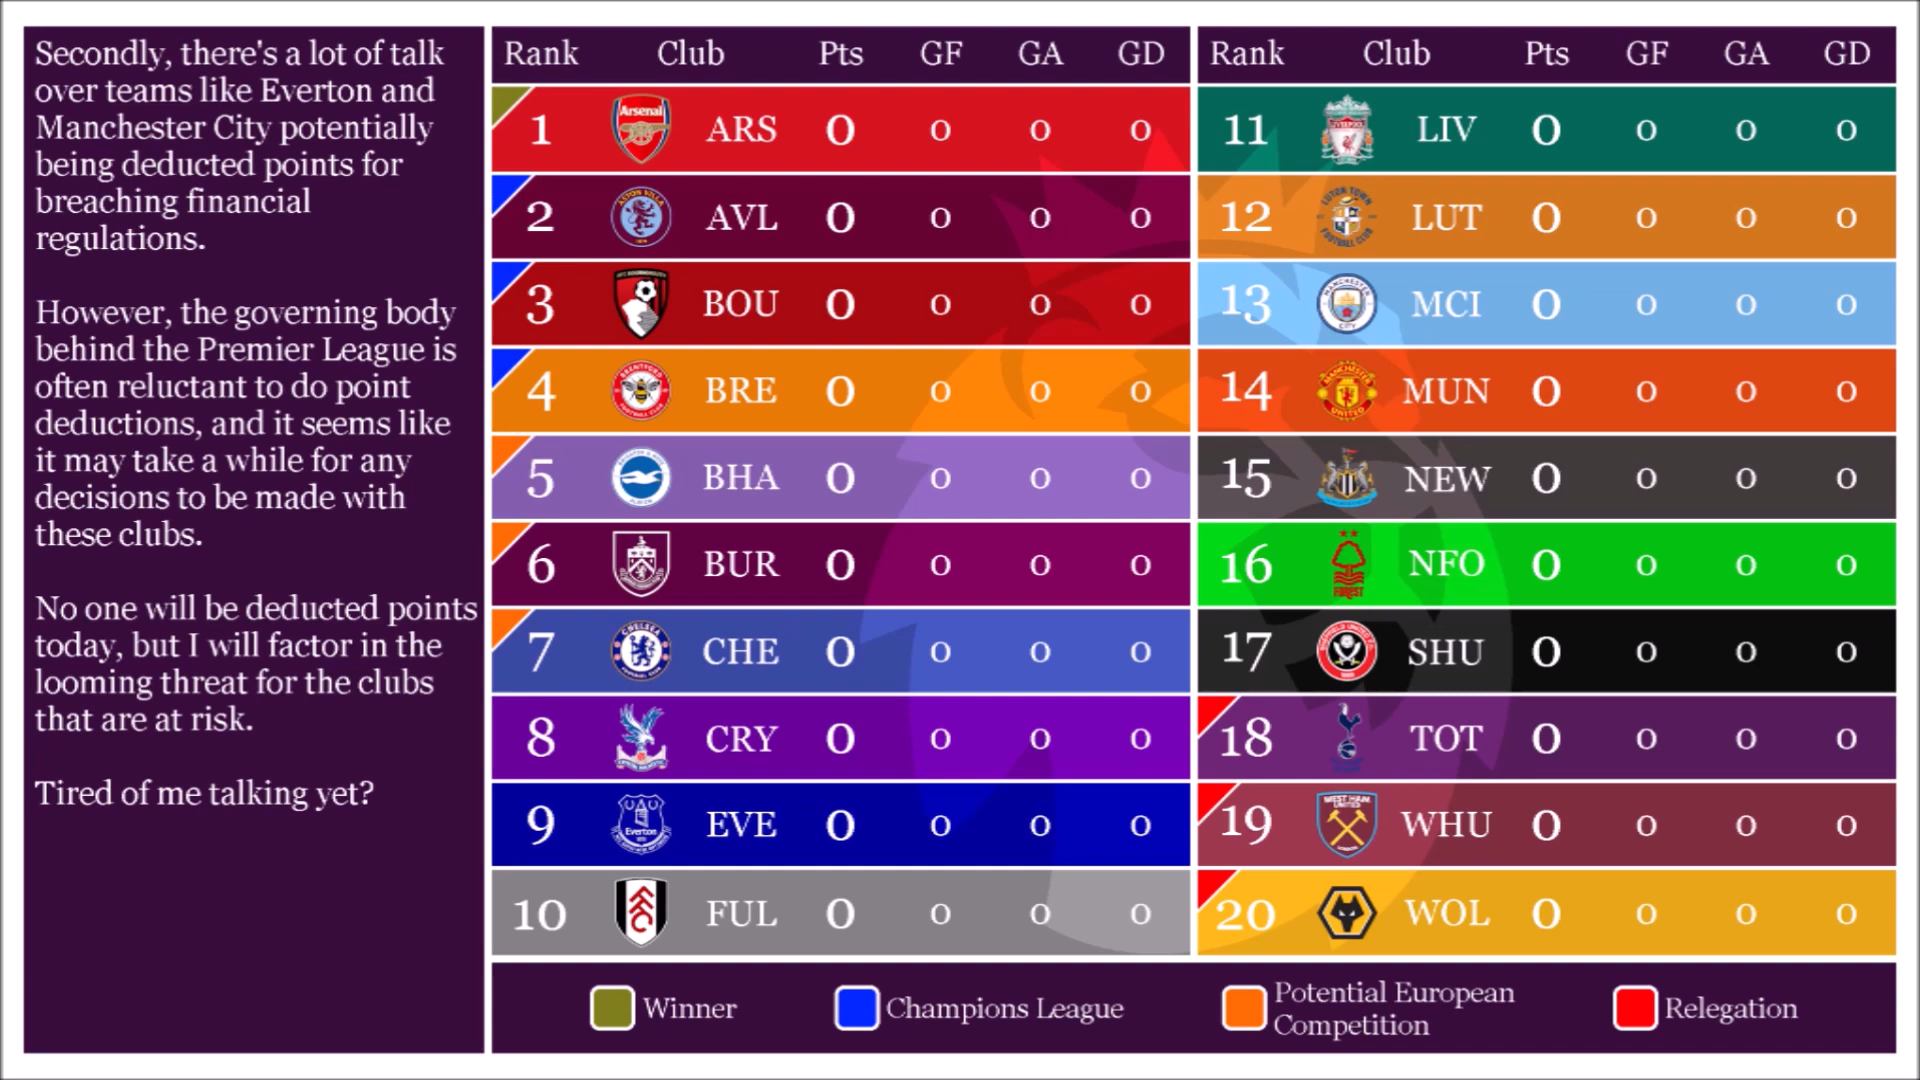 Secondly, there's a lot of talk
over teams like Everton and
Manchester City potentially
being deducted points for
breaching financial
regulations.
However, the governing body
behind the Premier League is
often reluctant to do point
deductions, and it seems like
it may take a while for any
decisions to be made with
these clubs.
No one will be deducted points
today, but I will factor in the
looming threat for the clubs
that are at risk.
Tired of me talking yet?
Rank Club Pts GF GA GD
1 Arsenal ARS 0 0 0 0
2 AVL 0 0 0 0
3 BOU 0 0 0 0
4 BRE 0 0 0 0
5 BHA 0 0 0 0
6 BUR 0 0 0 0
7 CHE 0 0 0 0
8 CRY 0 0 0 0
9 Everton EVE 0 0 0 0
10 FUL 0 0 0 0
Rank Club Pts GF GA GD
11 LIV 0 0 0 0
12 LUT 0 0 0 0
13 MCI 0 0 0 0
14 MUN 0 0 0 0
15 NEW 0 0 0 0
16 FOREST NFO 0 0 0 0
17 SHU 0 0 0 0
18 TOT 0 0 0 0
19 WEST HAM UNITED WHU 0 0 0 0
20 WOL 0 0 0 0
Winner
Champions League
Potential European
Competition
Relegation